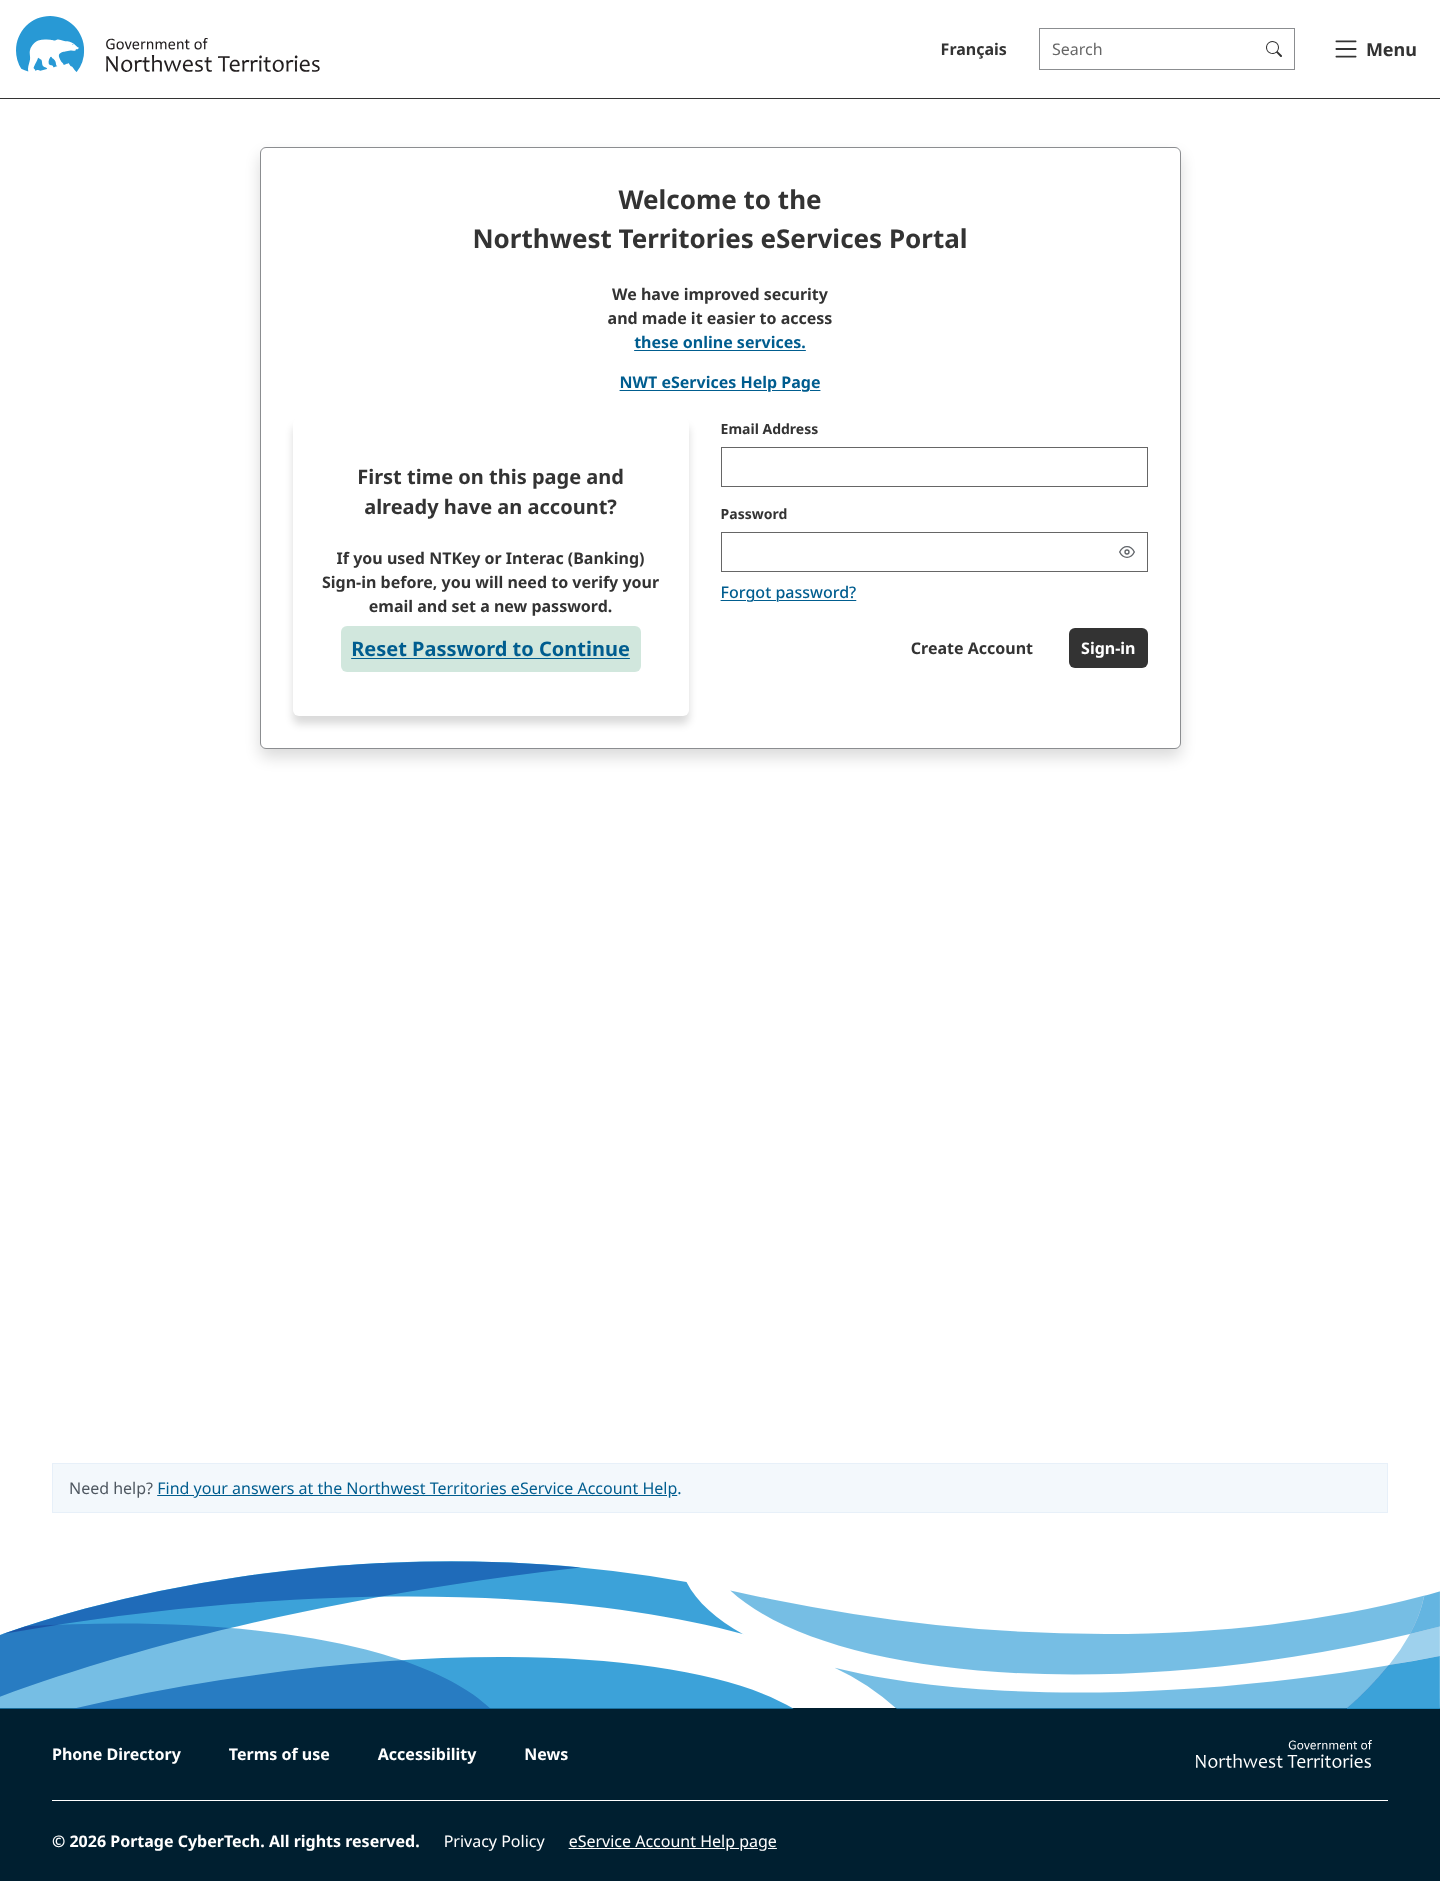 Government of
Northwest Territories
Français
Search
Menu
Welcome to the
Northwest Territories eServices Portal
We have improved security
and made it easier to access
these online services.
NWT eServices Help Page
First time on this page and
already have an account?
If you used NTKey or Interac (Banking)
Sign-in before, you will need to verify your
email and set a new password.
Reset Password to Continue
Email Address
Password
Forgot password?
Create Account
Sign-in
Need help? Find your answers at the Northwest Territories eService Account Help.
Phone Directory
Terms of use
Accessibility
News
Government of
Northwest Territories
© 2026 Portage CyberTech. All rights reserved.
Privacy Policy
eService Account Help page